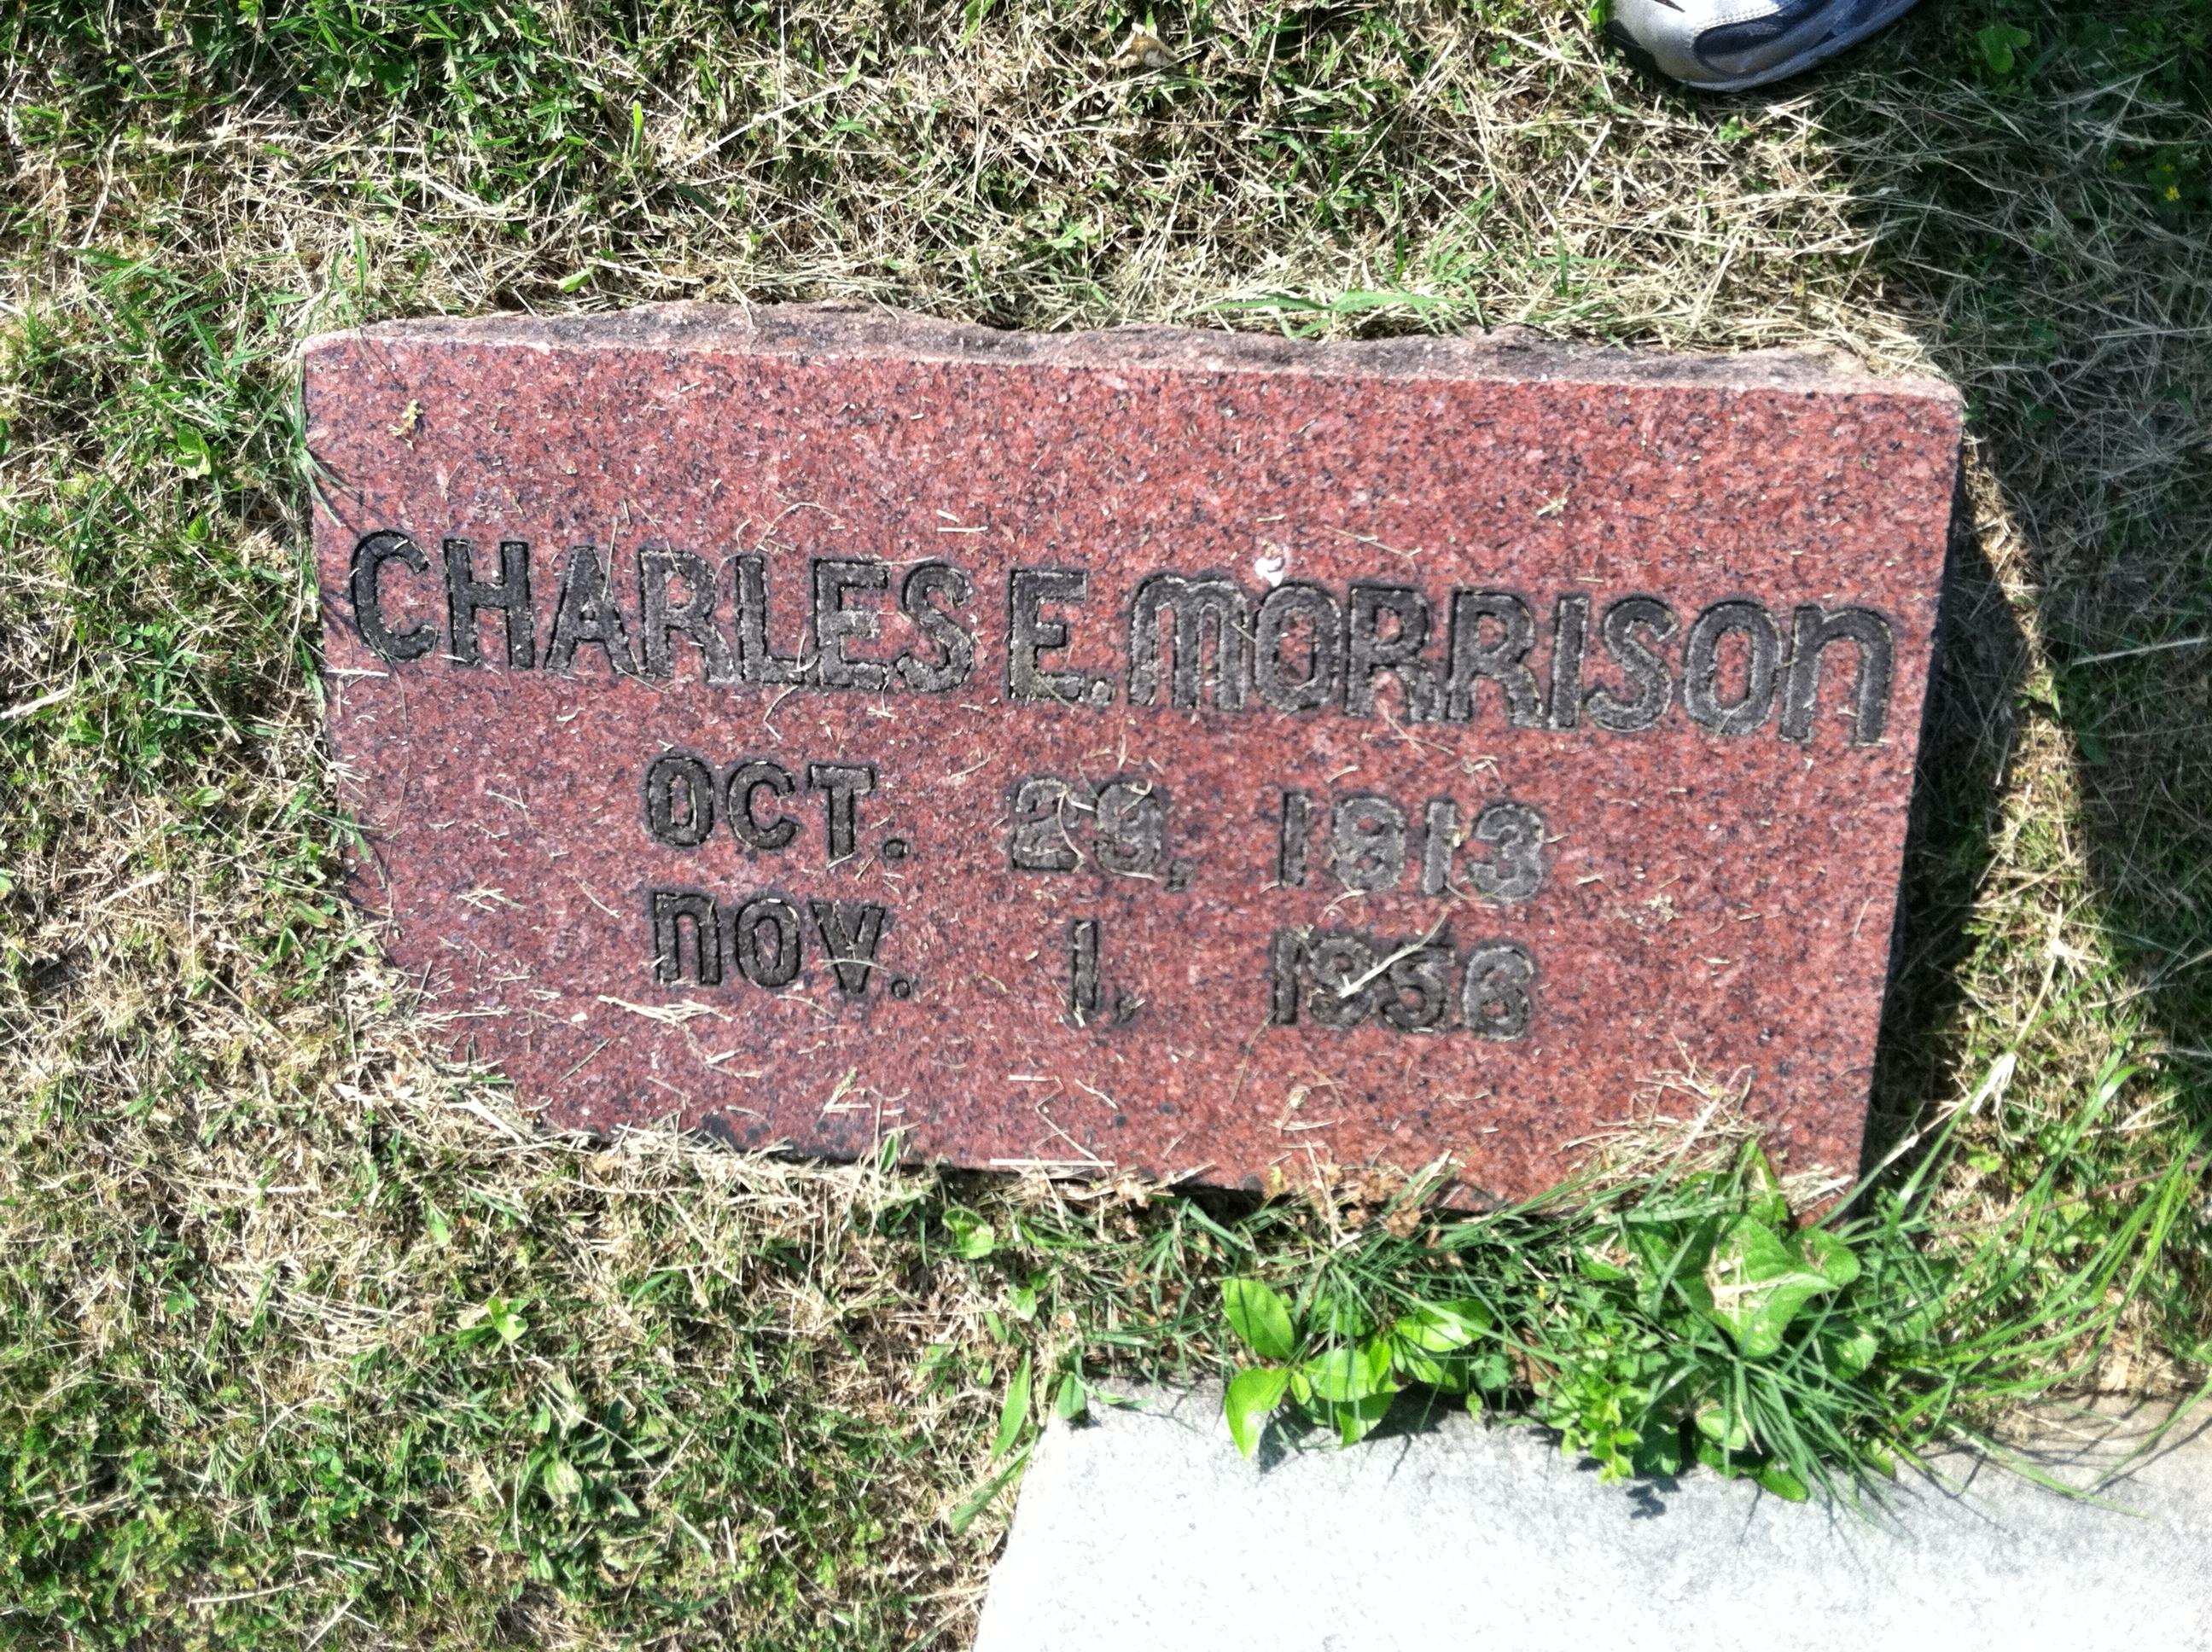 CHARLES E. MORRISON
OCT. 29, 1913
NOV. 1, 1956